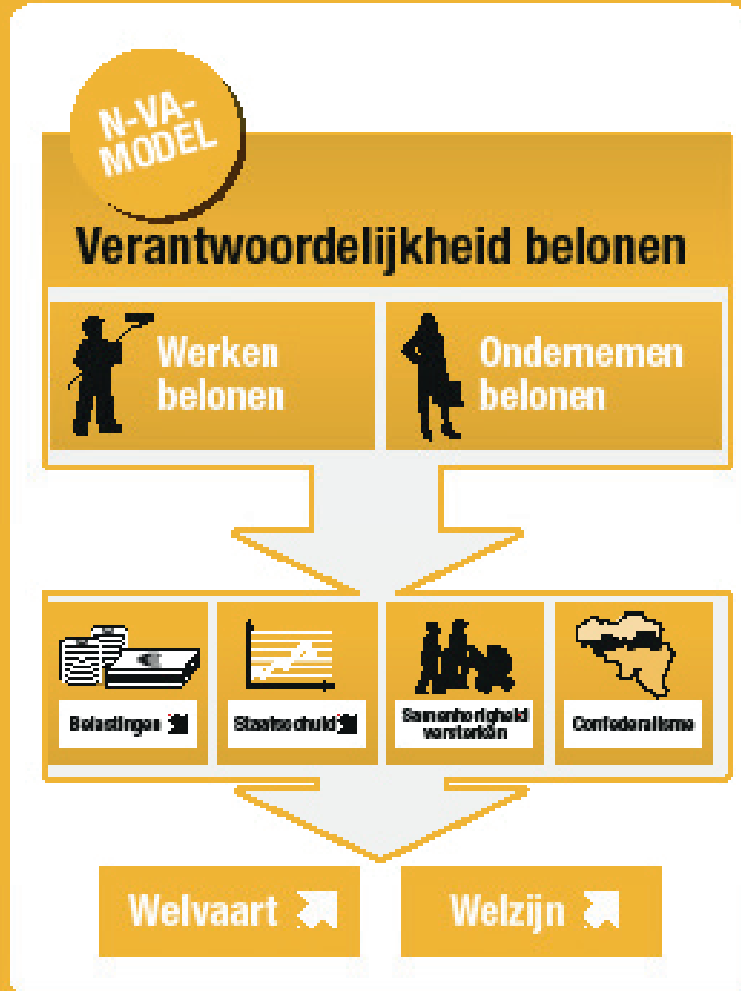 N-VA-
MODEL
Verantwoordelijkheid belonen
Werken
belonen
Ondernemen
belonen
Belastingen
Staatsschuld
Samenhorigheid
versterken
Confederalisme
Welvaart
Welzijn